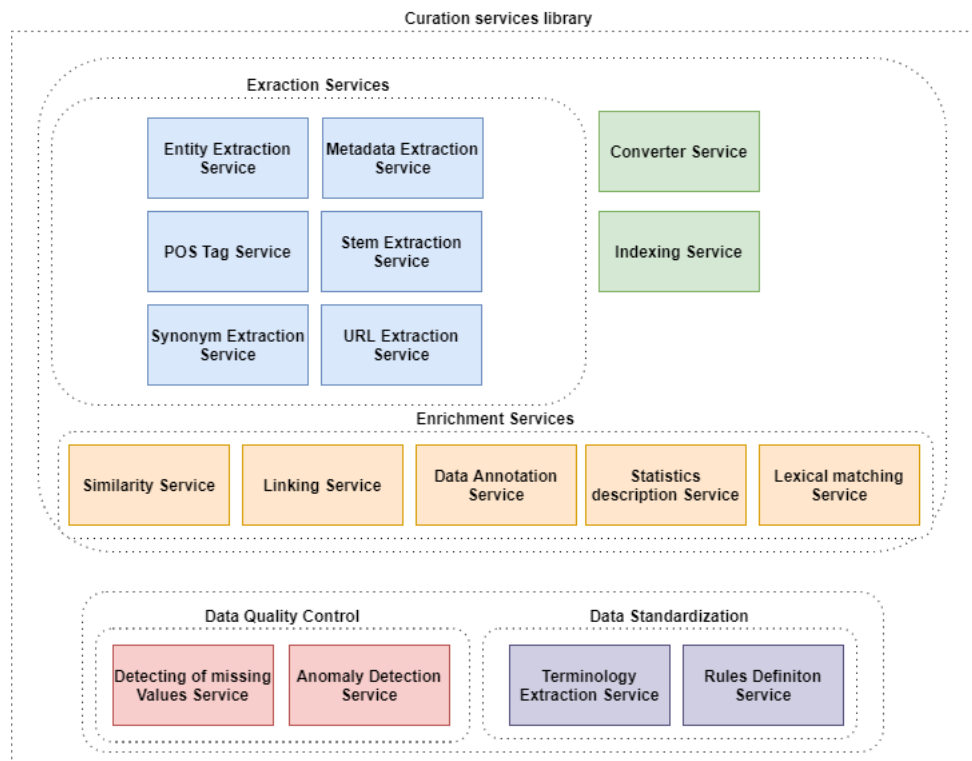 Curation services library
Exraction Services
Entity Extraction
Service
Metadata Extraction
Service
Converter Service
POS Tag Service
Stem Extraction
Service
Indexing Service
Synonym Extraction
Service
URL Extraction
Service
Enrichment Services
Similarity Service
Linking Service
Data Annotation
Service
Statistics
description Service
Lexical matching
Service
Data Quality Control
Data Standardization
Detecting of missing
Values Service
Anomaly Detection
Service
Terminology
Extraction Service
Rules Definiton
Service